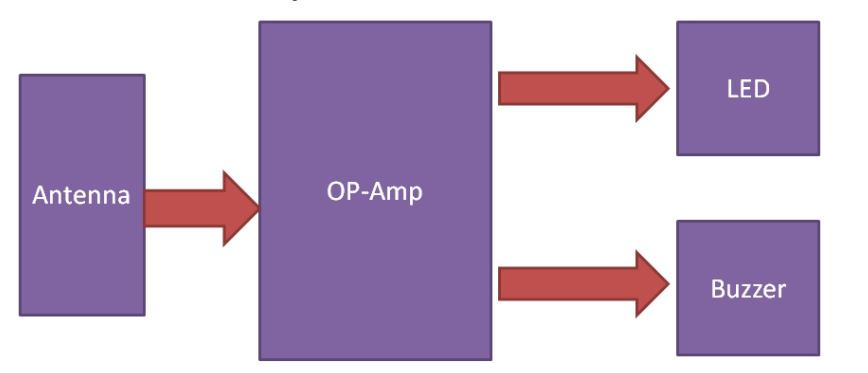 Antenna
OP-Amp
LED
Buzzer